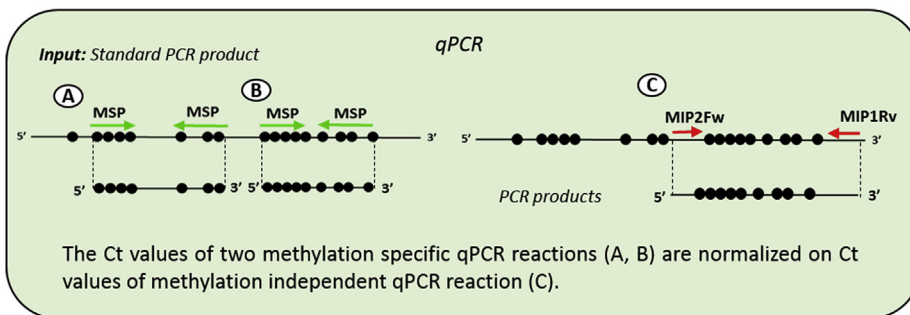 qPCR
Input: Standard PCR product
A
B
C
MSP
MSP
MSP
MSP
MIP2Fw
MIP1Rv
5'
3'
5'
3'
5'
3'
5'
3'
PCR products
5'
3'
The Ct values of two methylation specific qPCR reactions (A, B) are normalized on Ct
values of methylation independent qPCR reaction (C).